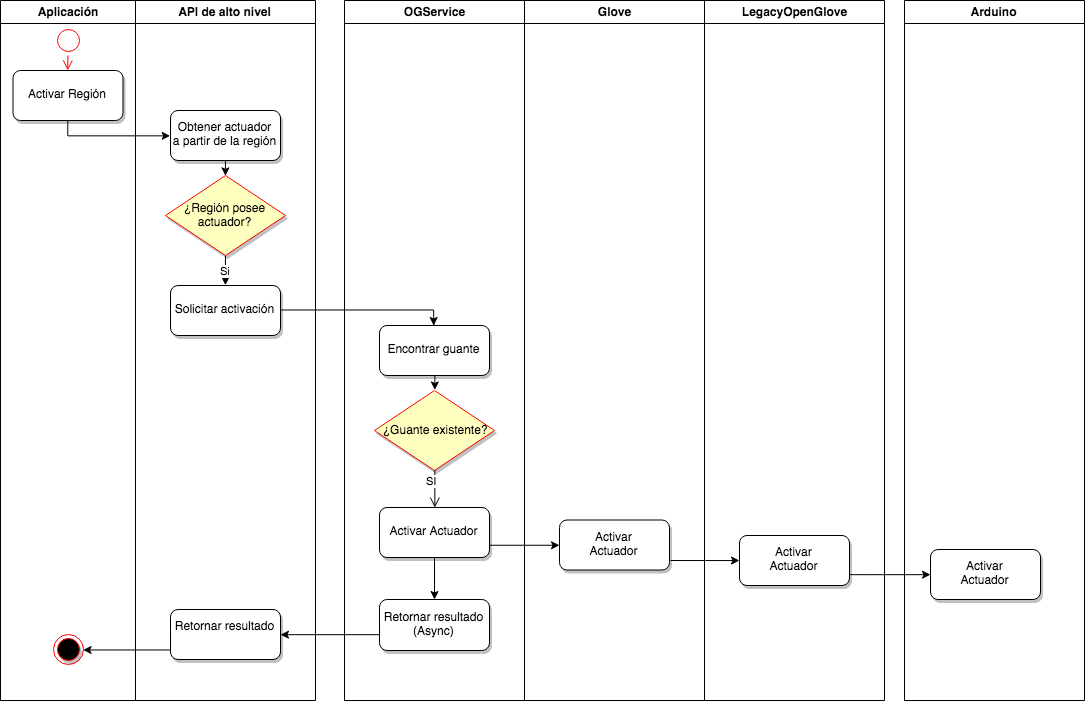 Aplicación
API de alto nivel
OGService
Glove
LegacyOpenGlove
Arduino
Activar Región
Obtener actuador
a partir de la región
¿Región posee
actuador?
Si
Solicitar activación
Encontrar guante
¿Guante existente?
SI
Activar Actuador
Activar
Actuador
Activar
Actuador
Activar
Actuador
Retornar resultado
(Async)
Retornar resultado